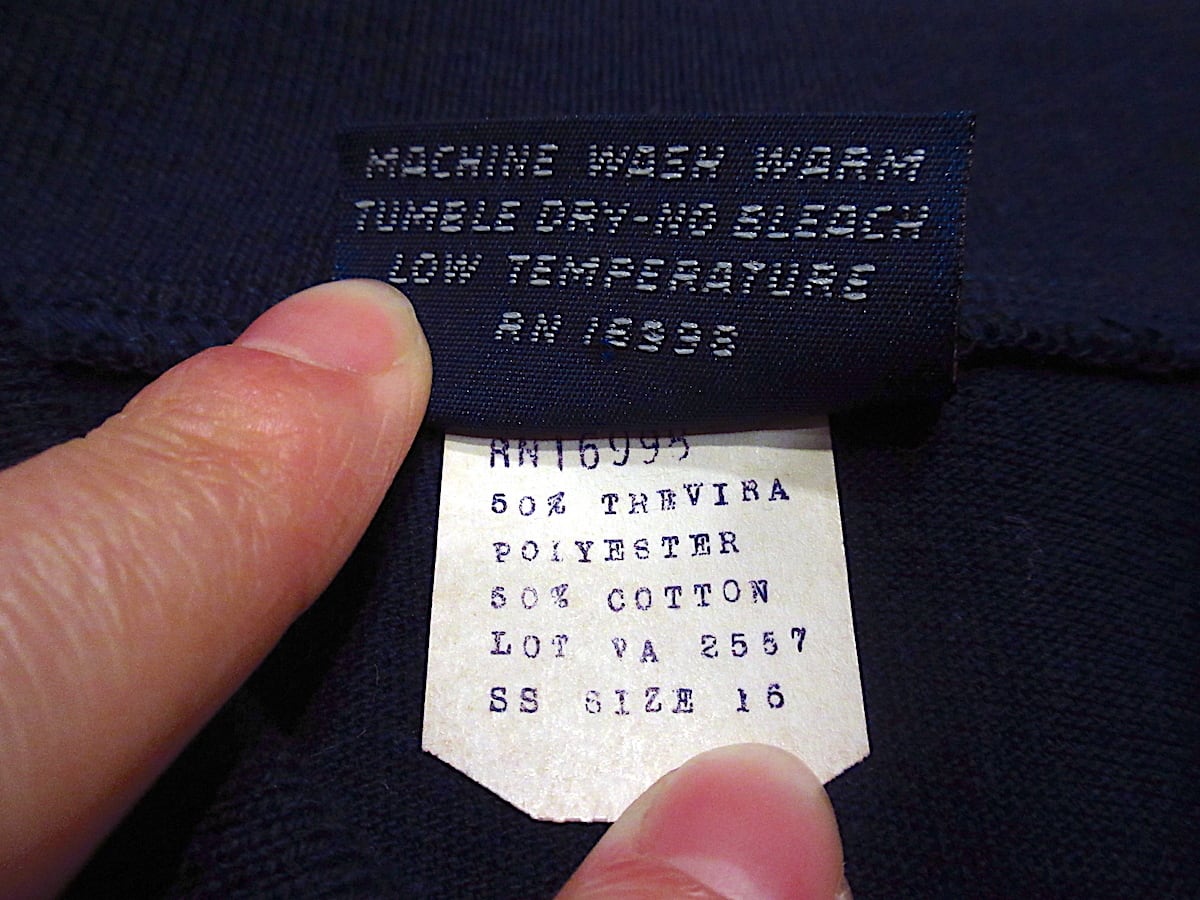 MACHINE WASH WARM
TUMBLE DRY-NO BLEACH
LOW TEMPERATURE
RN 16998
RN16995
50% TREVIRA
POLYESTER
50% COTTON
LOT VA 2557
SS SIZE 16